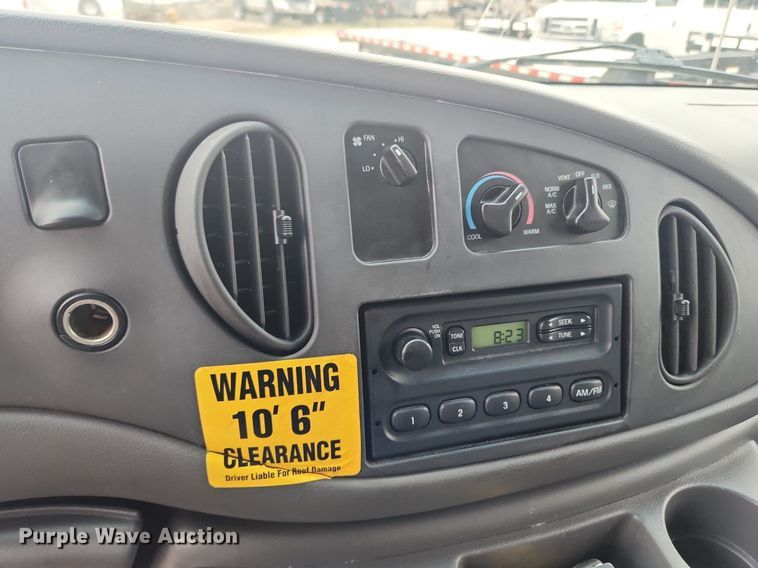 FAN
HI
LO
COOL
WARM
MAX
A/C
NORM
A/C
VENT
OFF
FLR
MIX
VOL
PUSH
ON
TONE
CLK
8:23
SEEK
TUNE
1
2
3
4
AM/FM
WARNING
10' 6"
CLEARANCE
Driver Liable For Roof Damage
Purple Wave Auction